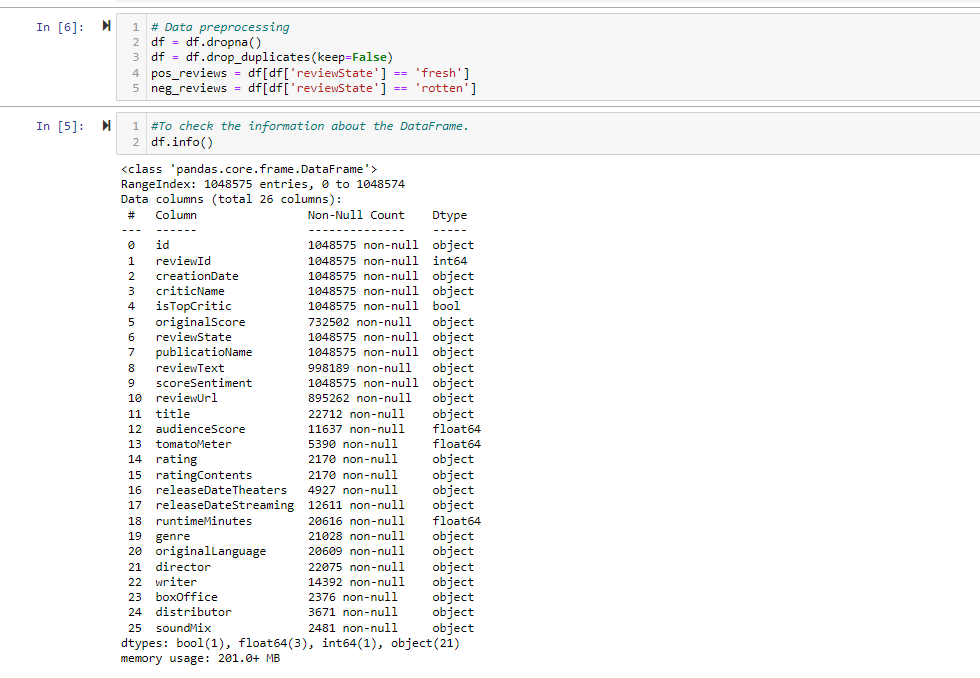 In [6]:
1 # Data preprocessing
2 df = df.dropna()
3 df = df.drop_duplicates(keep=False)
4 pos_reviews = df[df['reviewState'] == 'fresh']
5 neg_reviews = df[df['reviewState'] == 'rotten']
In [5]:
1 #To check the information about the DataFrame.
2 df.info()
<class 'pandas.core.frame.DataFrame'>
RangeIndex: 1048575 entries, 0 to 1048574
Data columns (total 26 columns):
 #   Column                Non-Null Count    Dtype
---  ------                --------------    -----
 0   id                    1048575 non-null  object
 1   reviewId              1048575 non-null  int64
 2   creationDate          1048575 non-null  object
 3   criticName            1048575 non-null  object
 4   isTopCritic           1048575 non-null  bool
 5   originalScore         732502 non-null   object
 6   reviewState           1048575 non-null  object
 7   publicatioName        1048575 non-null  object
 8   reviewText            998189 non-null   object
 9   scoreSentiment        1048575 non-null  object
 10  reviewUrl             895262 non-null   object
 11  title                 22712 non-null    object
 12  audienceScore         11637 non-null    float64
 13  tomatoMeter           5390 non-null     float64
 14  rating                2170 non-null     object
 15  ratingContents        2170 non-null     object
 16  releaseDateTheaters   4927 non-null     object
 17  releaseDateStreaming  12611 non-null    object
 18  runtimeMinutes        20616 non-null    float64
 19  genre                 21028 non-null    object
 20  originalLanguage      20609 non-null    object
 21  director              22075 non-null    object
 22  writer                14392 non-null    object
 23  boxOffice             2376 non-null     object
 24  distributor           3671 non-null     object
 25  soundMix              2481 non-null     object
dtypes: bool(1), float64(3), int64(1), object(21)
memory usage: 201.0+ MB